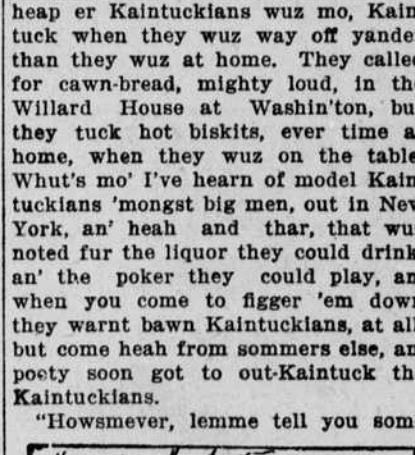 heap er Kaintuckians wuz mo, Kain
tuck when they wuz way off yande
than they wuz at home. They calle
for cawn-bread, mighty loud, in th
Willard House at Washin'ton, bu
they tuck hot biskits, ever time a
home, when they wuz on the table
Whut's mo' I've hearn of model Kain
tuckians 'mongst big men, out in Nev
York, an' heah and thar, that wu
noted fur the liquor they could drink
an' the poker they could play, an
when you come to figger 'em down
they warnt bawn Kaintuckians, at all
but come heah from sommers else, an
pooty soon got to out-Kaintuck th
Kaintuckians.
"Howsmever, lemme tell you som